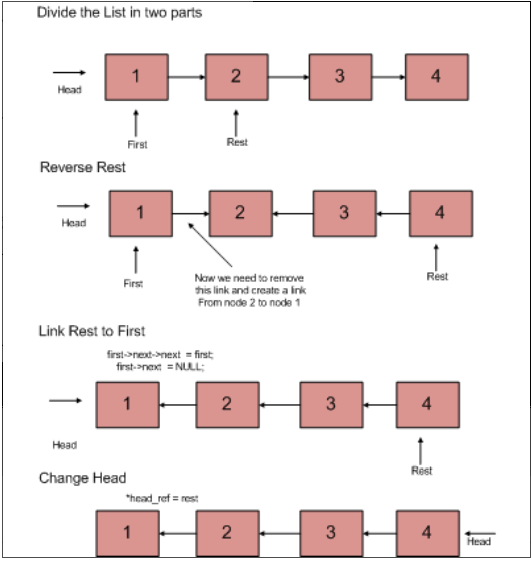 Divide the List in two parts
1 2 3 4
Head
First Rest
Reverse Rest
1 2 3 4
Head
First
Now we need to remove
this link and create a link
From node 2 to node 1
Rest
Link Rest to First
first->next->next = first;
first->next = NULL;
1 2 3 4
Head
Rest
Change Head
*head_ref = rest
1 2 3 4
Head